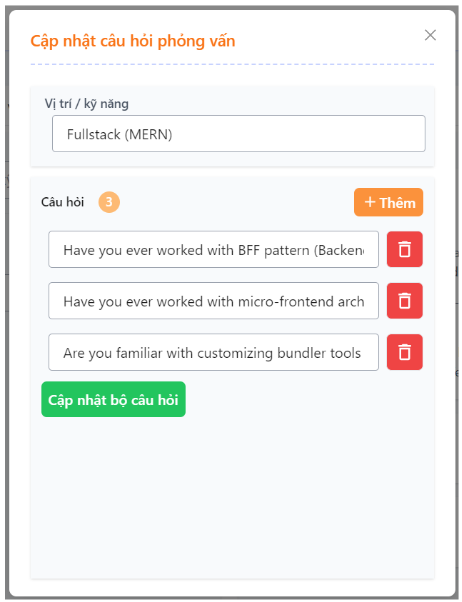 Cập nhật câu hỏi phỏng vấn
Vị trí / kỹ năng
Fullstack (MERN)
Câu hỏi 3
+ Thêm
Have you ever worked with BFF pattern (Backend
Have you ever worked with micro-frontend arch
Are you familiar with customizing bundler tools
Cập nhật bộ câu hỏi